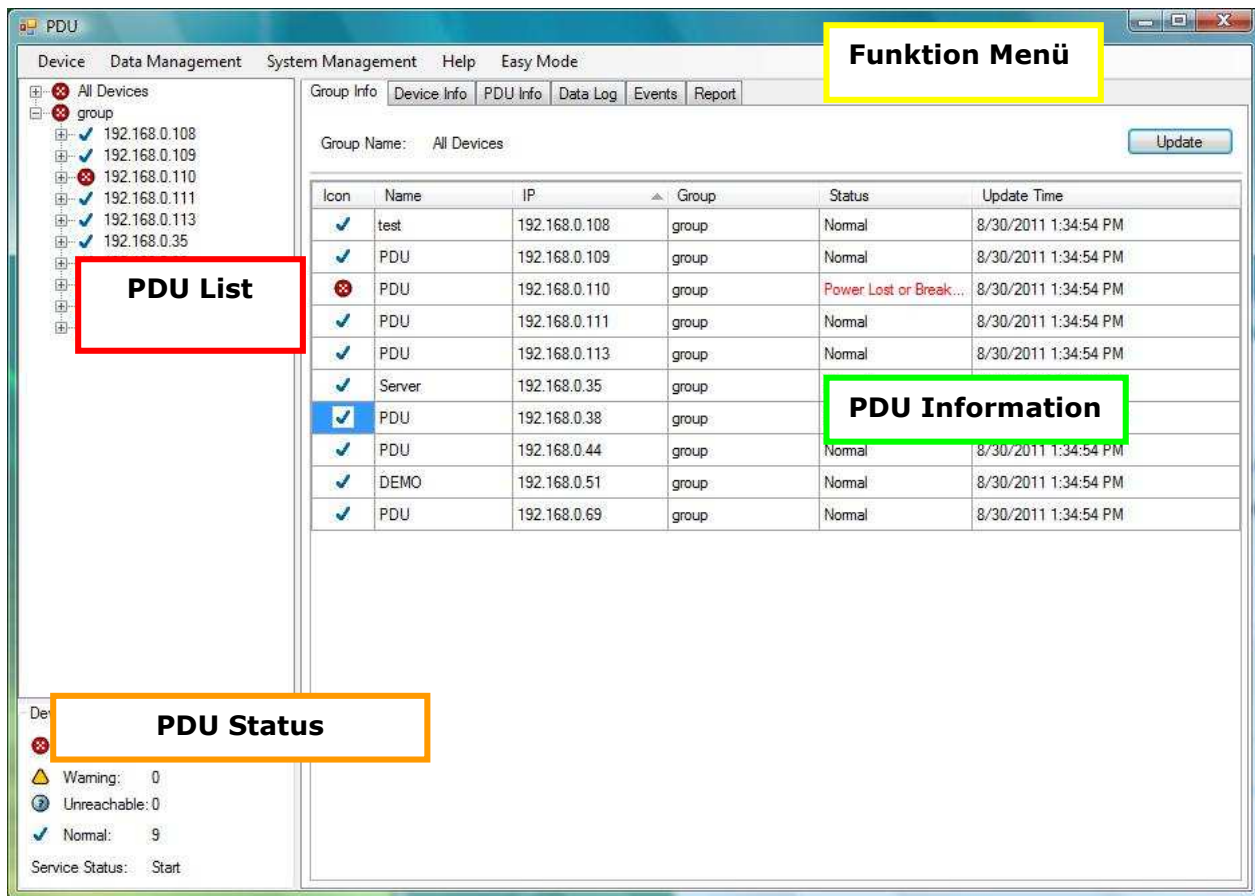 PDU
Funktion Menü
Device Data Management System Management Help Easy Mode
All Devices
group
192.168.0.108
192.168.0.109
192.168.0.110
192.168.0.111
192.168.0.113
192.168.0.35
PDU List
Group Info Device Info PDU Info Data Log Events Report
Group Name: All Devices Update
Icon Name IP Group Status Update Time
test 192.168.0.108 group Normal 8/30/2011 1:34:54 PM
PDU 192.168.0.109 group Normal 8/30/2011 1:34:54 PM
PDU 192.168.0.110 group Power Lost or Break... 8/30/2011 1:34:54 PM
PDU 192.168.0.111 group Normal 8/30/2011 1:34:54 PM
PDU 192.168.0.113 group Normal 8/30/2011 1:34:54 PM
Server 192.168.0.35 group
PDU 192.168.0.38 group
PDU Information
PDU 192.168.0.44 group Normal 8/30/2011 1:34:54 PM
DEMO 192.168.0.51 group Normal 8/30/2011 1:34:54 PM
PDU 192.168.0.69 group Normal 8/30/2011 1:34:54 PM
PDU Status
Warning: 0
Unreachable: 0
Normal: 9
Service Status: Start